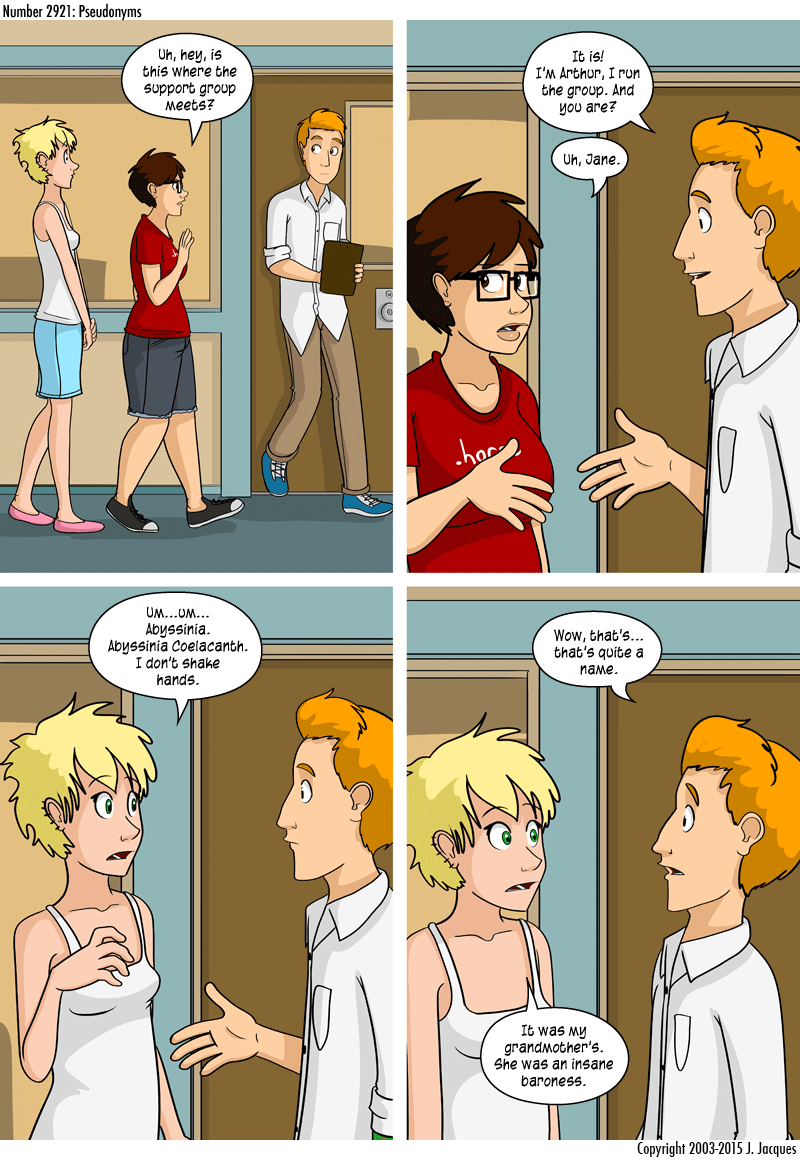 Number 2921: Pseudonyms
Uh, hey, is
this where the
support group
meets?
It is!
I'm Arthur, I run
the group. And
you are?
Uh, Jane.
.horse
Um...um...
Abyssinia.
Abyssinia Coelacanth.
I don't shake
hands.
Wow, that's...
that's quite a
name.
It was my
grandmother's.
She was an insane
baroness.
Copyright 2003-2015 J. Jacques